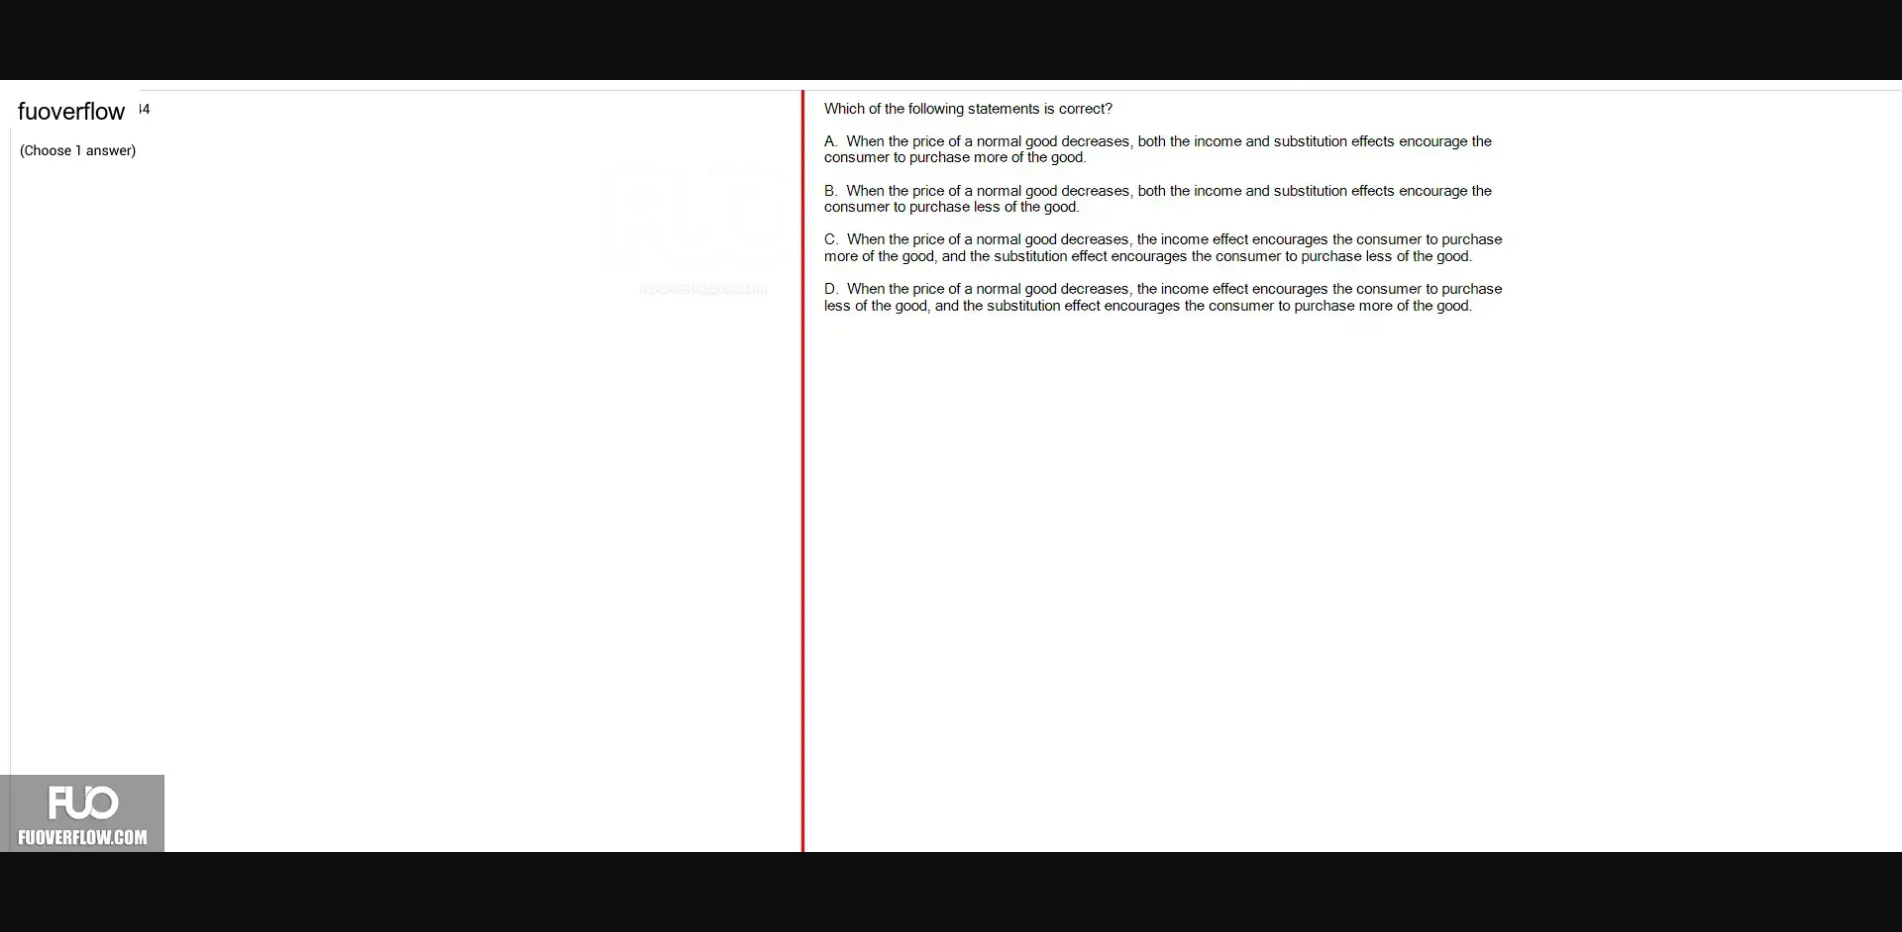 fuoverflow
(Choose 1 answer)
Which of the following statements is correct?
A. When the price of a normal good decreases, both the income and substitution effects encourage the
consumer to purchase more of the good.
B. When the price of a normal good decreases, both the income and substitution effects encourage the
consumer to purchase less of the good.
C. When the price of a normal good decreases, the income effect encourages the consumer to purchase
more of the good, and the substitution effect encourages the consumer to purchase less of the good.
D. When the price of a normal good decreases, the income effect encourages the consumer to purchase
less of the good, and the substitution effect encourages the consumer to purchase more of the good.
FUO
FUOVERFLOW.COM
FUO
FUOVERFLOW.COM